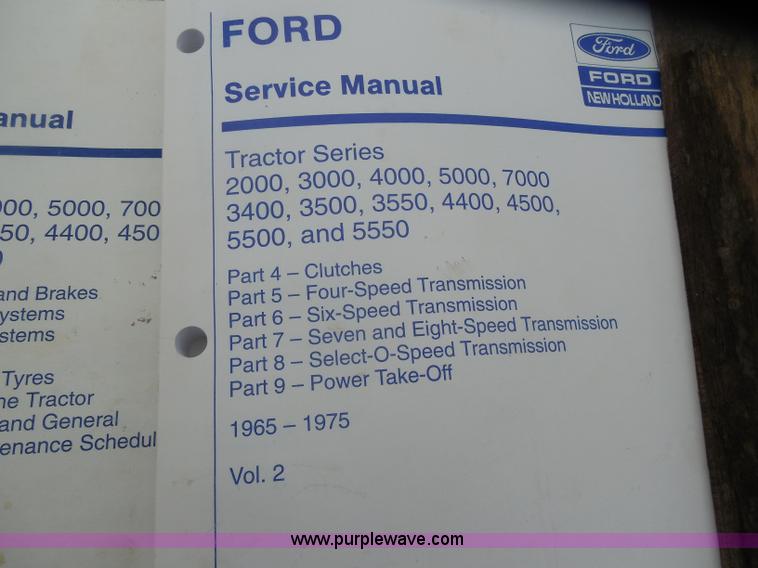 anual
00, 5000, 700
50, 4400, 450
and Brakes
ystems
stems
Tyres
ne Tractor
and General
enance Schedul
FORD
Service Manual
Ford
FORD
NEW HOLLAND
Tractor Series
2000, 3000, 4000, 5000, 7000
3400, 3500, 3550, 4400, 4500,
5500, and 5550
Part 4 – Clutches
Part 5 – Four-Speed Transmission
Part 6 – Six-Speed Transmission
Part 7 – Seven and Eight-Speed Transmission
Part 8 – Select-O-Speed Transmission
Part 9 – Power Take-Off
1965 – 1975
Vol. 2
www.purplewave.com